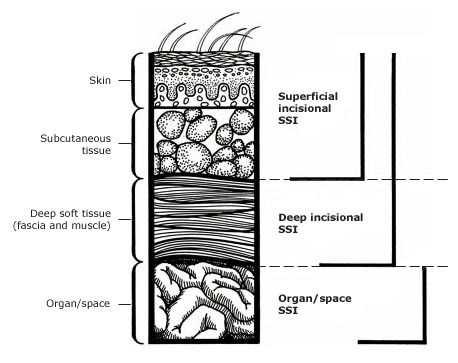 Skin
Superficial
incisional
SSI
Subcutaneous
tissue
Deep soft tissue
(fascia and muscle)
Deep incisional
SSI
Organ/space
Organ/space
SSI